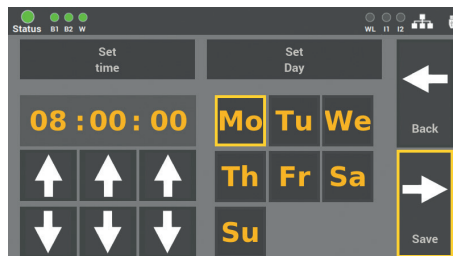 Status B1 B2 W WL I1 I2
Set time
Set Day
08:00:00
Mo Tu We
Th Fr Sa
Su
Back
Save